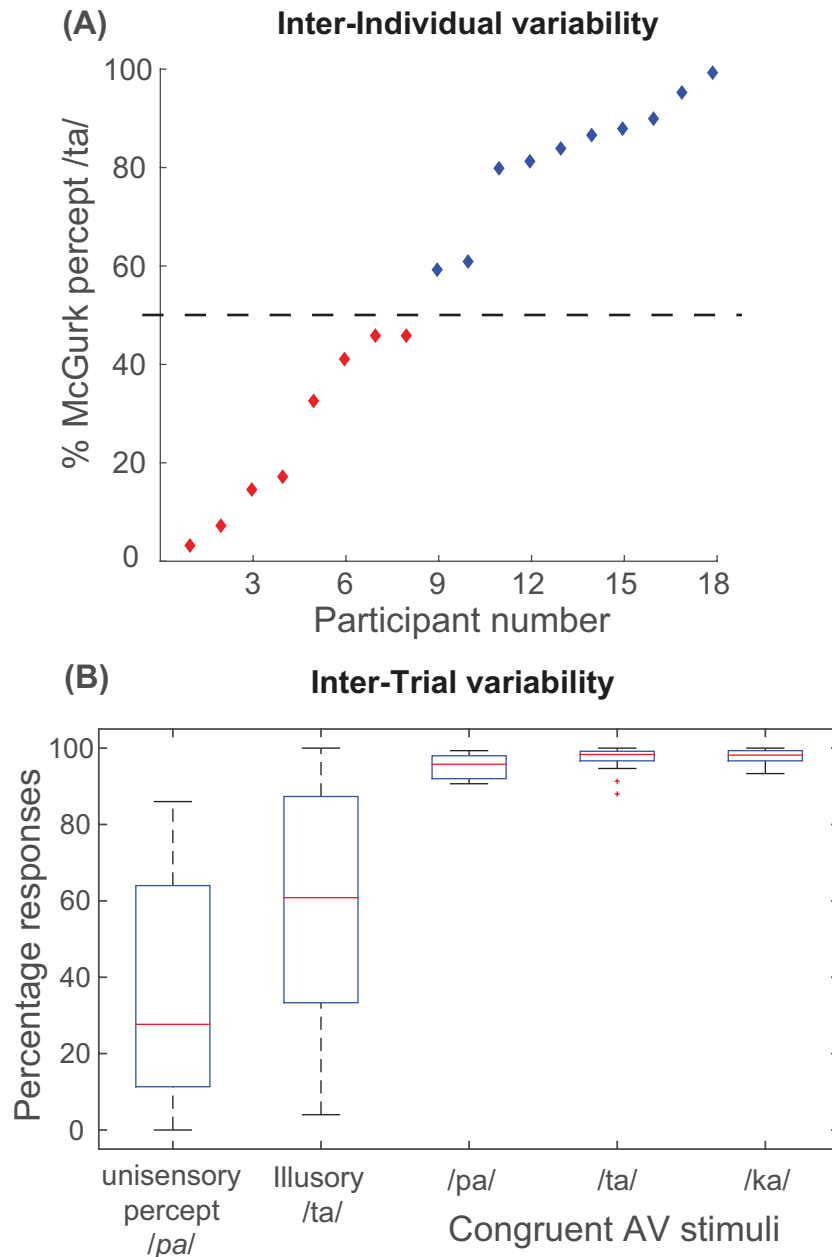 (A) Inter-Individual variability
100
80
60
40
20
0
% McGurk percept /ta/
3 6 9 12 15 18
Participant number
(B) Inter-Trial variability
100
80
60
40
20
0
Percentage responses
unisensory Illusory /pa/ /ta/ /ka/
percept /ta/ Congruent AV stimuli
/pa/